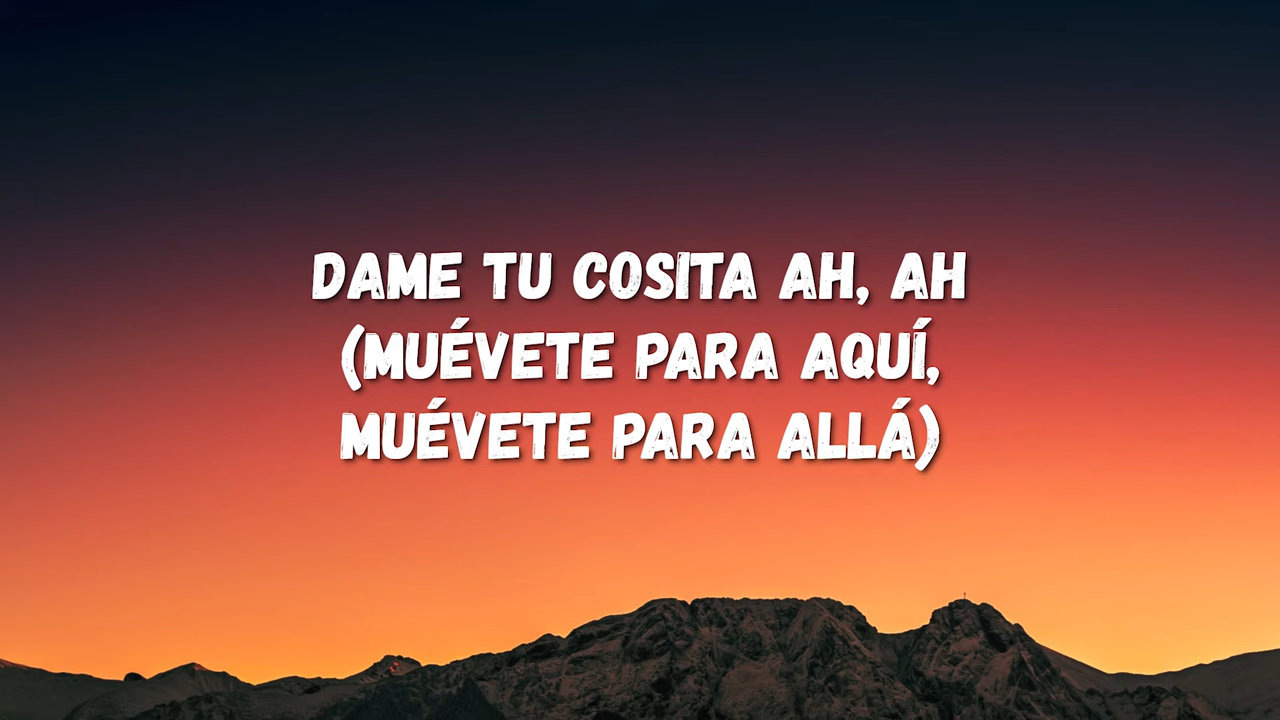 DAME TU COSITA AH, AH
(MUÉVETE PARA AQUÍ,
MUÉVETE PARA ALLÁ)